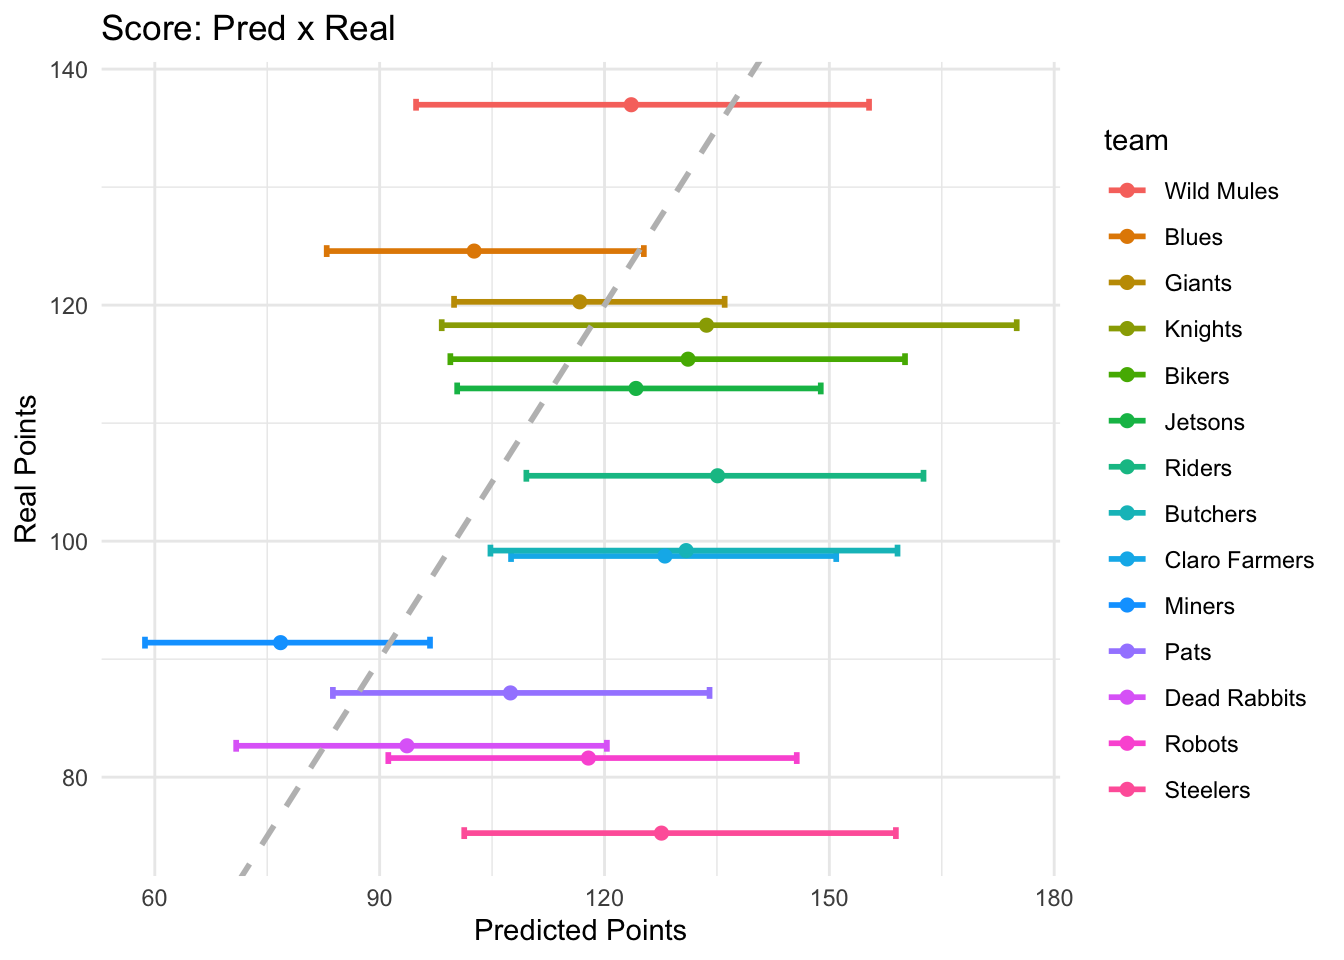 Score: Pred x Real
140
120
100
80
Real Points
60
90
120
150
180
Predicted Points
team
Wild Mules
Blues
Giants
Knights
Bikers
Jetsons
Riders
Butchers
Claro Farmers
Miners
Pats
Dead Rabbits
Robots
Steelers